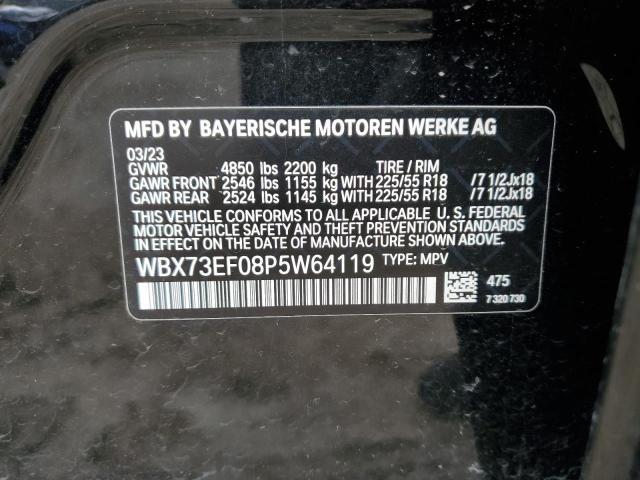 MFD BY BAYERISCHE MOTOREN WERKE AG
03/23
GVWR 4850 lbs 2200 kg TIRE / RIM
GAWR FRONT 2546 lbs 1155 kg WITH 225/55 R18 /7 1/2Jx18
GAWR REAR 2524 lbs 1145 kg WITH 225/55 R18 /7 1/2Jx18
THIS VEHICLE CONFORMS TO ALL APPLICABLE U. S. FEDERAL
MOTOR VEHICLE SAFETY AND THEFT PREVENTION STANDARDS
IN EFFECT ON THE DATE OF MANUFACTURE SHOWN ABOVE.
WBX73EF08P5W64119 TYPE: MPV
475
7 320 730